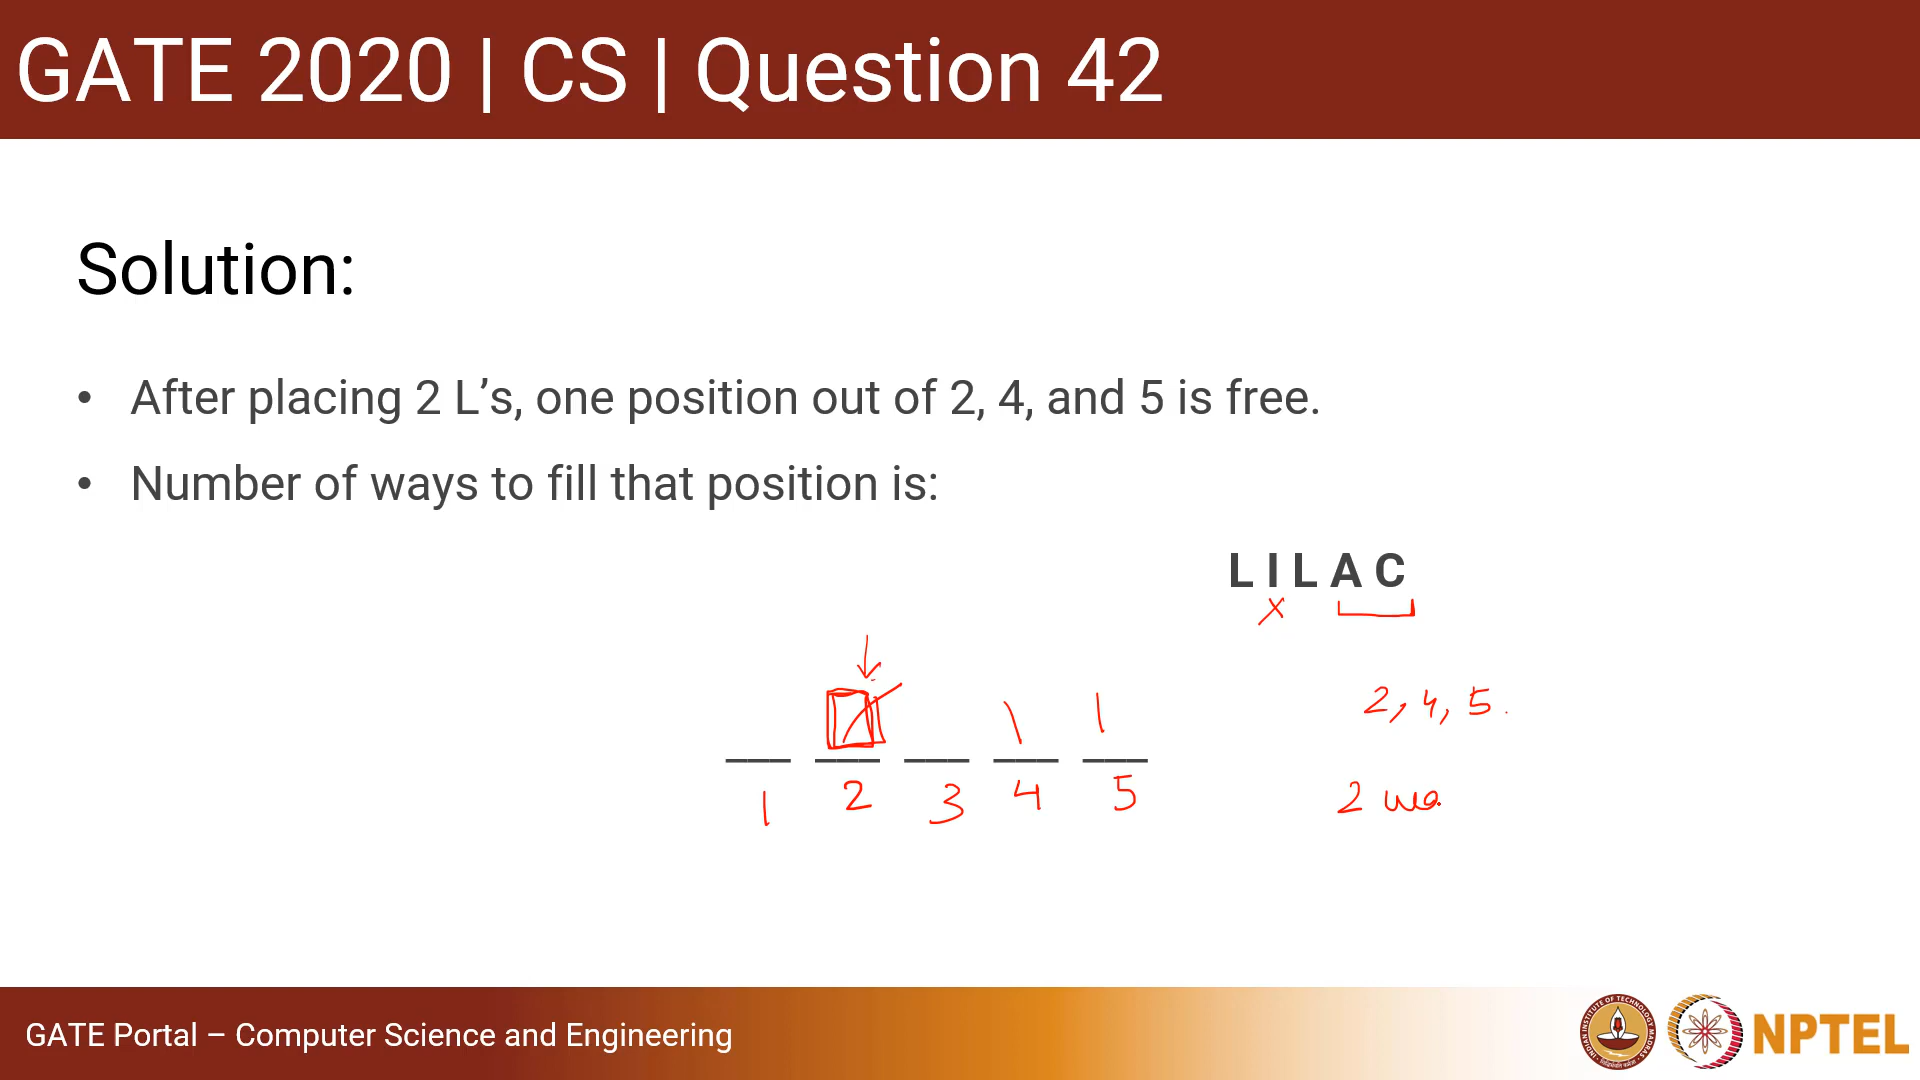 GATE 2020 | CS | Question 42
Solution:
• After placing 2 L’s, one position out of 2, 4, and 5 is free.
• Number of ways to fill that position is:
L I L A C
2, 4, 5.
1 2 3 4 5
2 wa
GATE Portal – Computer Science and Engineering
NPTEL